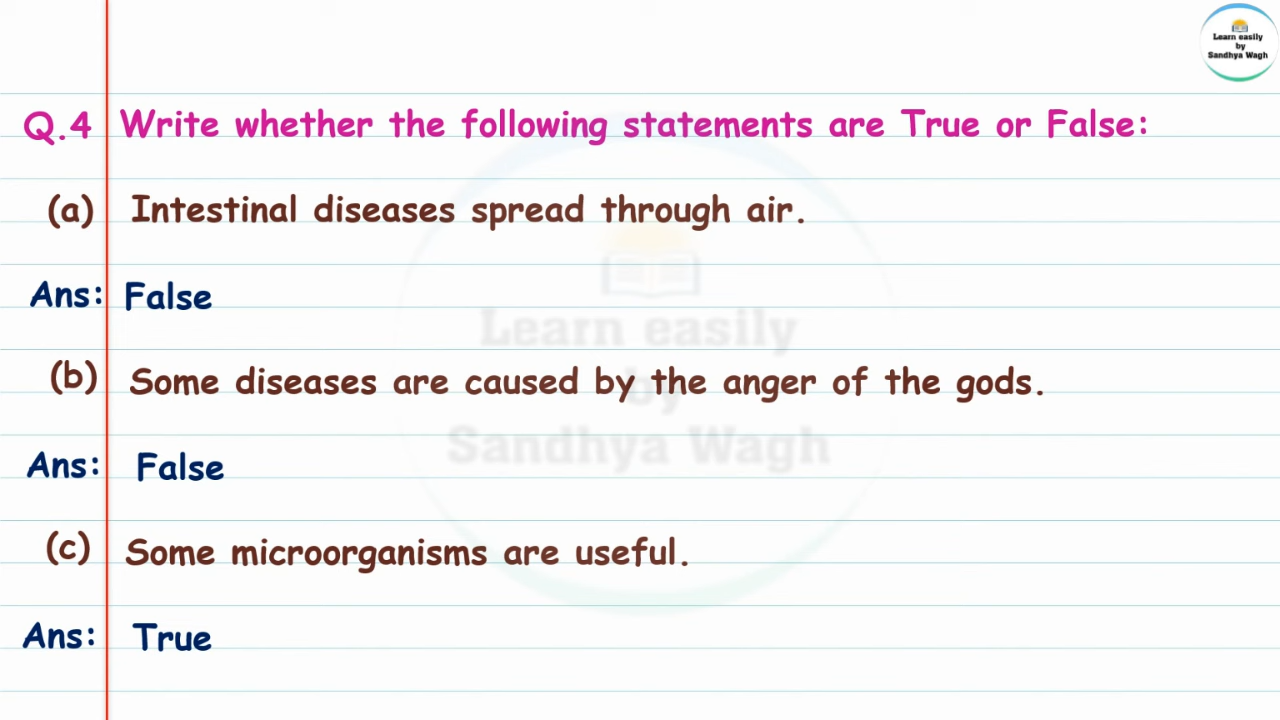 Learn easily
by
Sandhya Wagh
Q.4 Write whether the following statements are True or False:
(a) Intestinal diseases spread through air.
Ans: False
(b) Some diseases are caused by the anger of the gods.
Ans: False
(c) Some microorganisms are useful.
Ans: True
Learn easily
by
Sandhya Wagh